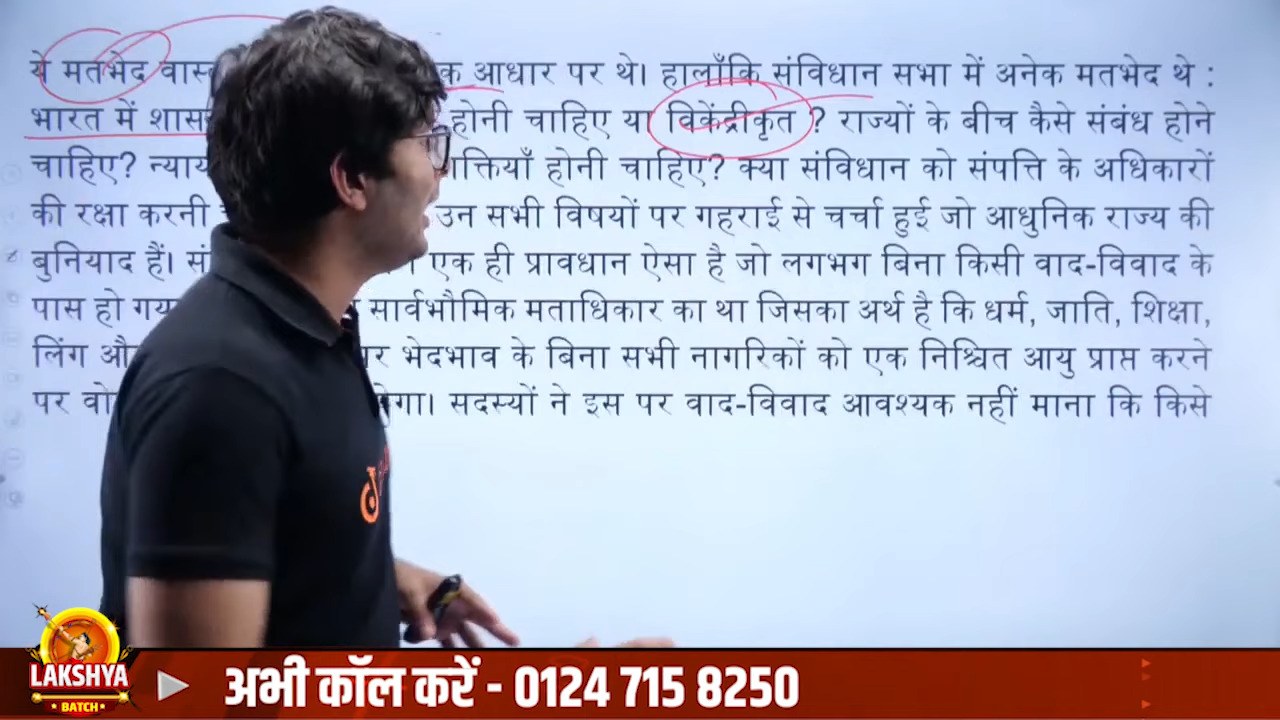 ये मतभेद आधार पर थे। हालाँकि संविधान सभा में अनेक मतभेद थे :
भारत में होनी चाहिए या विकेंद्रीकृत ? राज्यों के बीच कैसे संबंध होने
चाहिए? होनी चाहिए? क्या संविधान को संपत्ति के अधिकारों
की रक्षा करनी उन सभी विषयों पर गहराई से चर्चा हुई जो आधुनिक राज्य की
बुनियाद हैं। एक ही प्रावधान ऐसा है जो लगभग बिना किसी वाद-विवाद के
पास हो सार्वभौमिक मताधिकार का था जिसका अर्थ है कि धर्म, जाति, शिक्षा,
लिंग भेदभाव के बिना सभी नागरिकों को एक निश्चित आयु प्राप्त करने
पर सदस्यों ने इस पर वाद-विवाद आवश्यक नहीं माना कि किसे
LAKSHYA
BATCH
अभी कॉल करें - 0124 715 8250